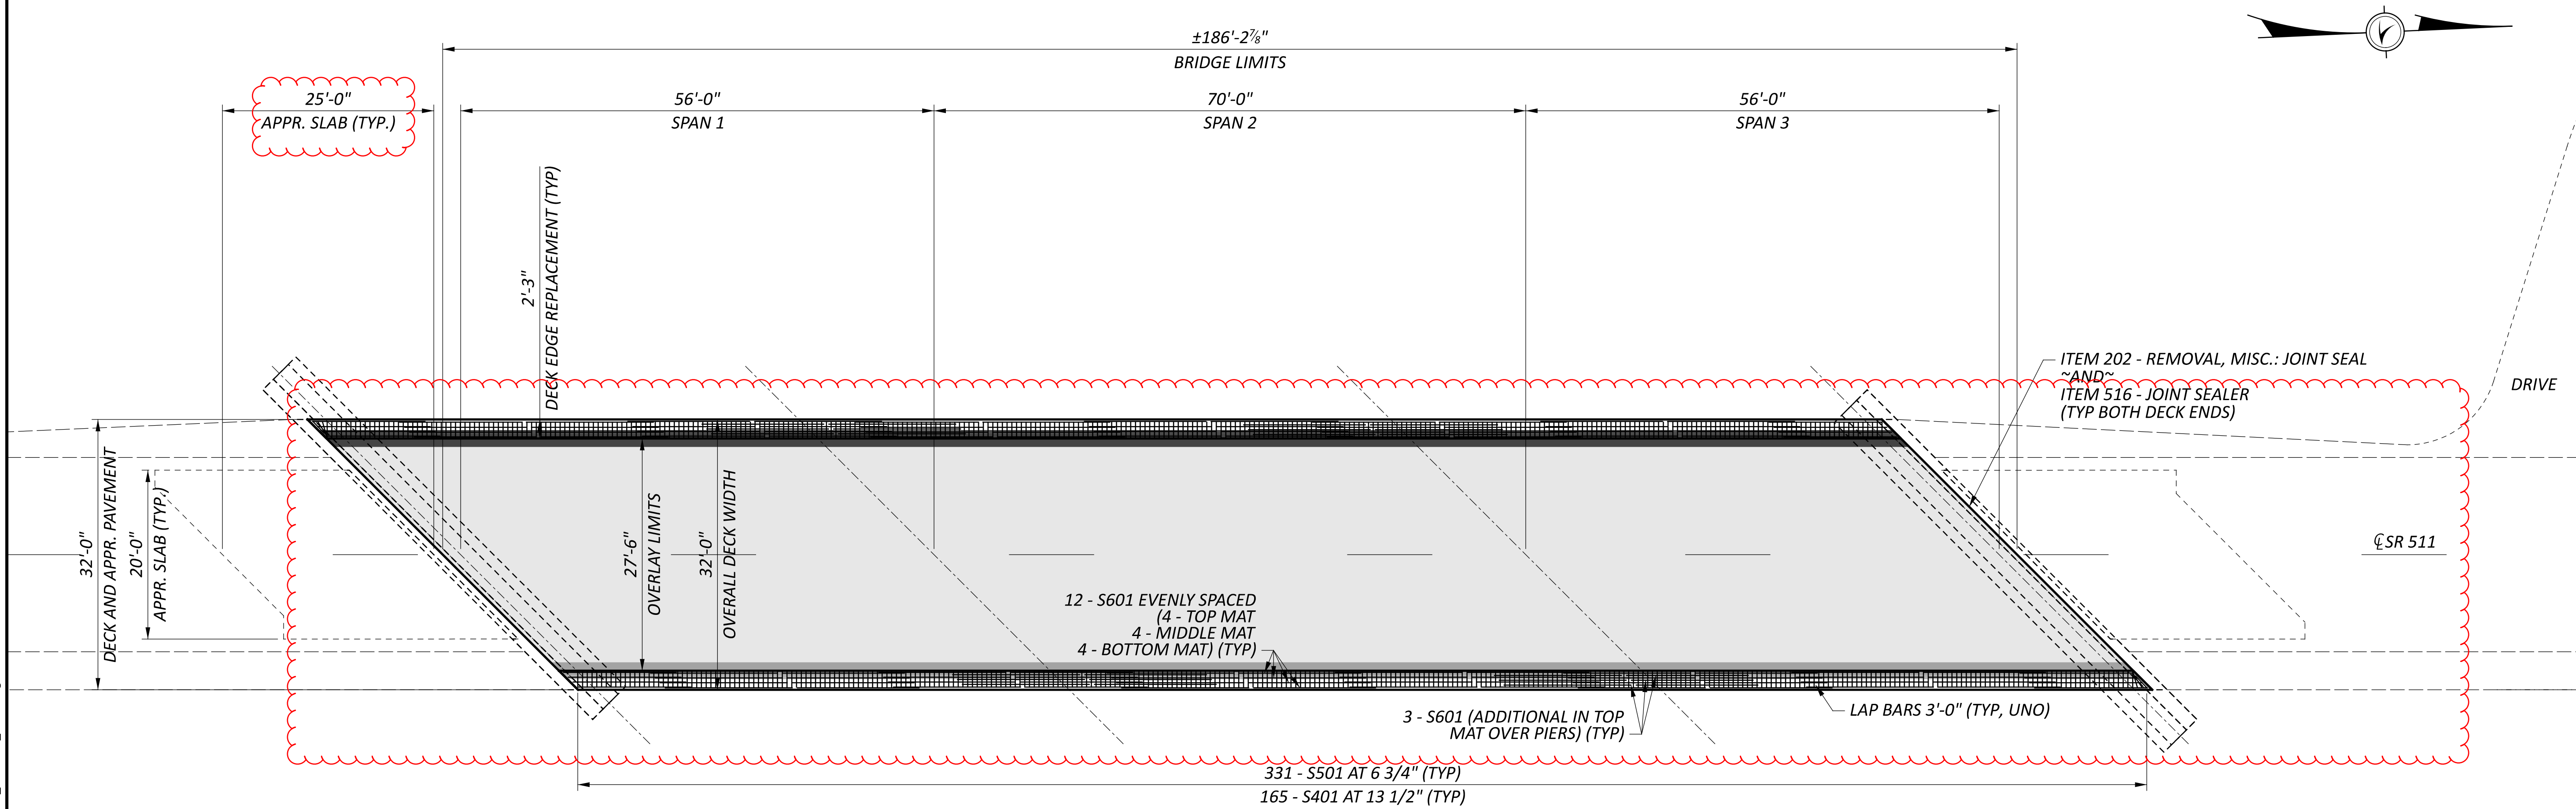 ±186'-2⅞"
BRIDGE LIMITS
25'-0"
APPR. SLAB (TYP.)
56'-0"
SPAN 1
70'-0"
SPAN 2
56'-0"
SPAN 3
2'-3"
DECK EDGE REPLACEMENT (TYP)
ITEM 202 - REMOVAL, MISC.: JOINT SEAL
~AND~
ITEM 516 - JOINT SEALER
(TYP BOTH DECK ENDS)
DRIVE
32'-0"
DECK AND APPR. PAVEMENT
20'-0"
APPR. SLAB (TYP.)
27'-6"
OVERLAY LIMITS
32'-0"
OVERALL DECK WIDTH
℄ SR 511
12 - S601 EVENLY SPACED
(4 - TOP MAT
4 - MIDDLE MAT
4 - BOTTOM MAT) (TYP)
3 - S601 (ADDITIONAL IN TOP
MAT OVER PIERS) (TYP)
LAP BARS 3'-0" (TYP, UNO)
331 - S501 AT 6 3/4" (TYP)
165 - S401 AT 13 1/2" (TYP)